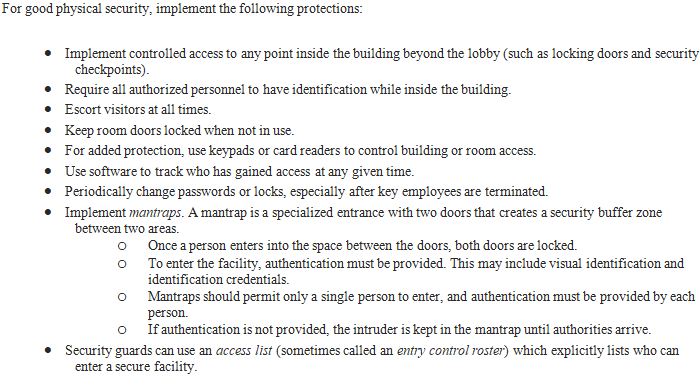 For good physical security, implement the following protections:
● Implement controlled access to any point inside the building beyond the lobby (such as locking doors and security
checkpoints).
● Require all authorized personnel to have identification while inside the building.
● Escort visitors at all times.
● Keep room doors locked when not in use.
● For added protection, use keypads or card readers to control building or room access.
● Use software to track who has gained access at any given time.
● Periodically change passwords or locks, especially after key employees are terminated.
● Implement mantraps. A mantrap is a specialized entrance with two doors that creates a security buffer zone
between two areas.
○ Once a person enters into the space between the doors, both doors are locked.
○ To enter the facility, authentication must be provided. This may include visual identification and
identification credentials.
○ Mantraps should permit only a single person to enter, and authentication must be provided by each
person.
○ If authentication is not provided, the intruder is kept in the mantrap until authorities arrive.
● Security guards can use an access list (sometimes called an entry control roster) which explicitly lists who can
enter a secure facility.